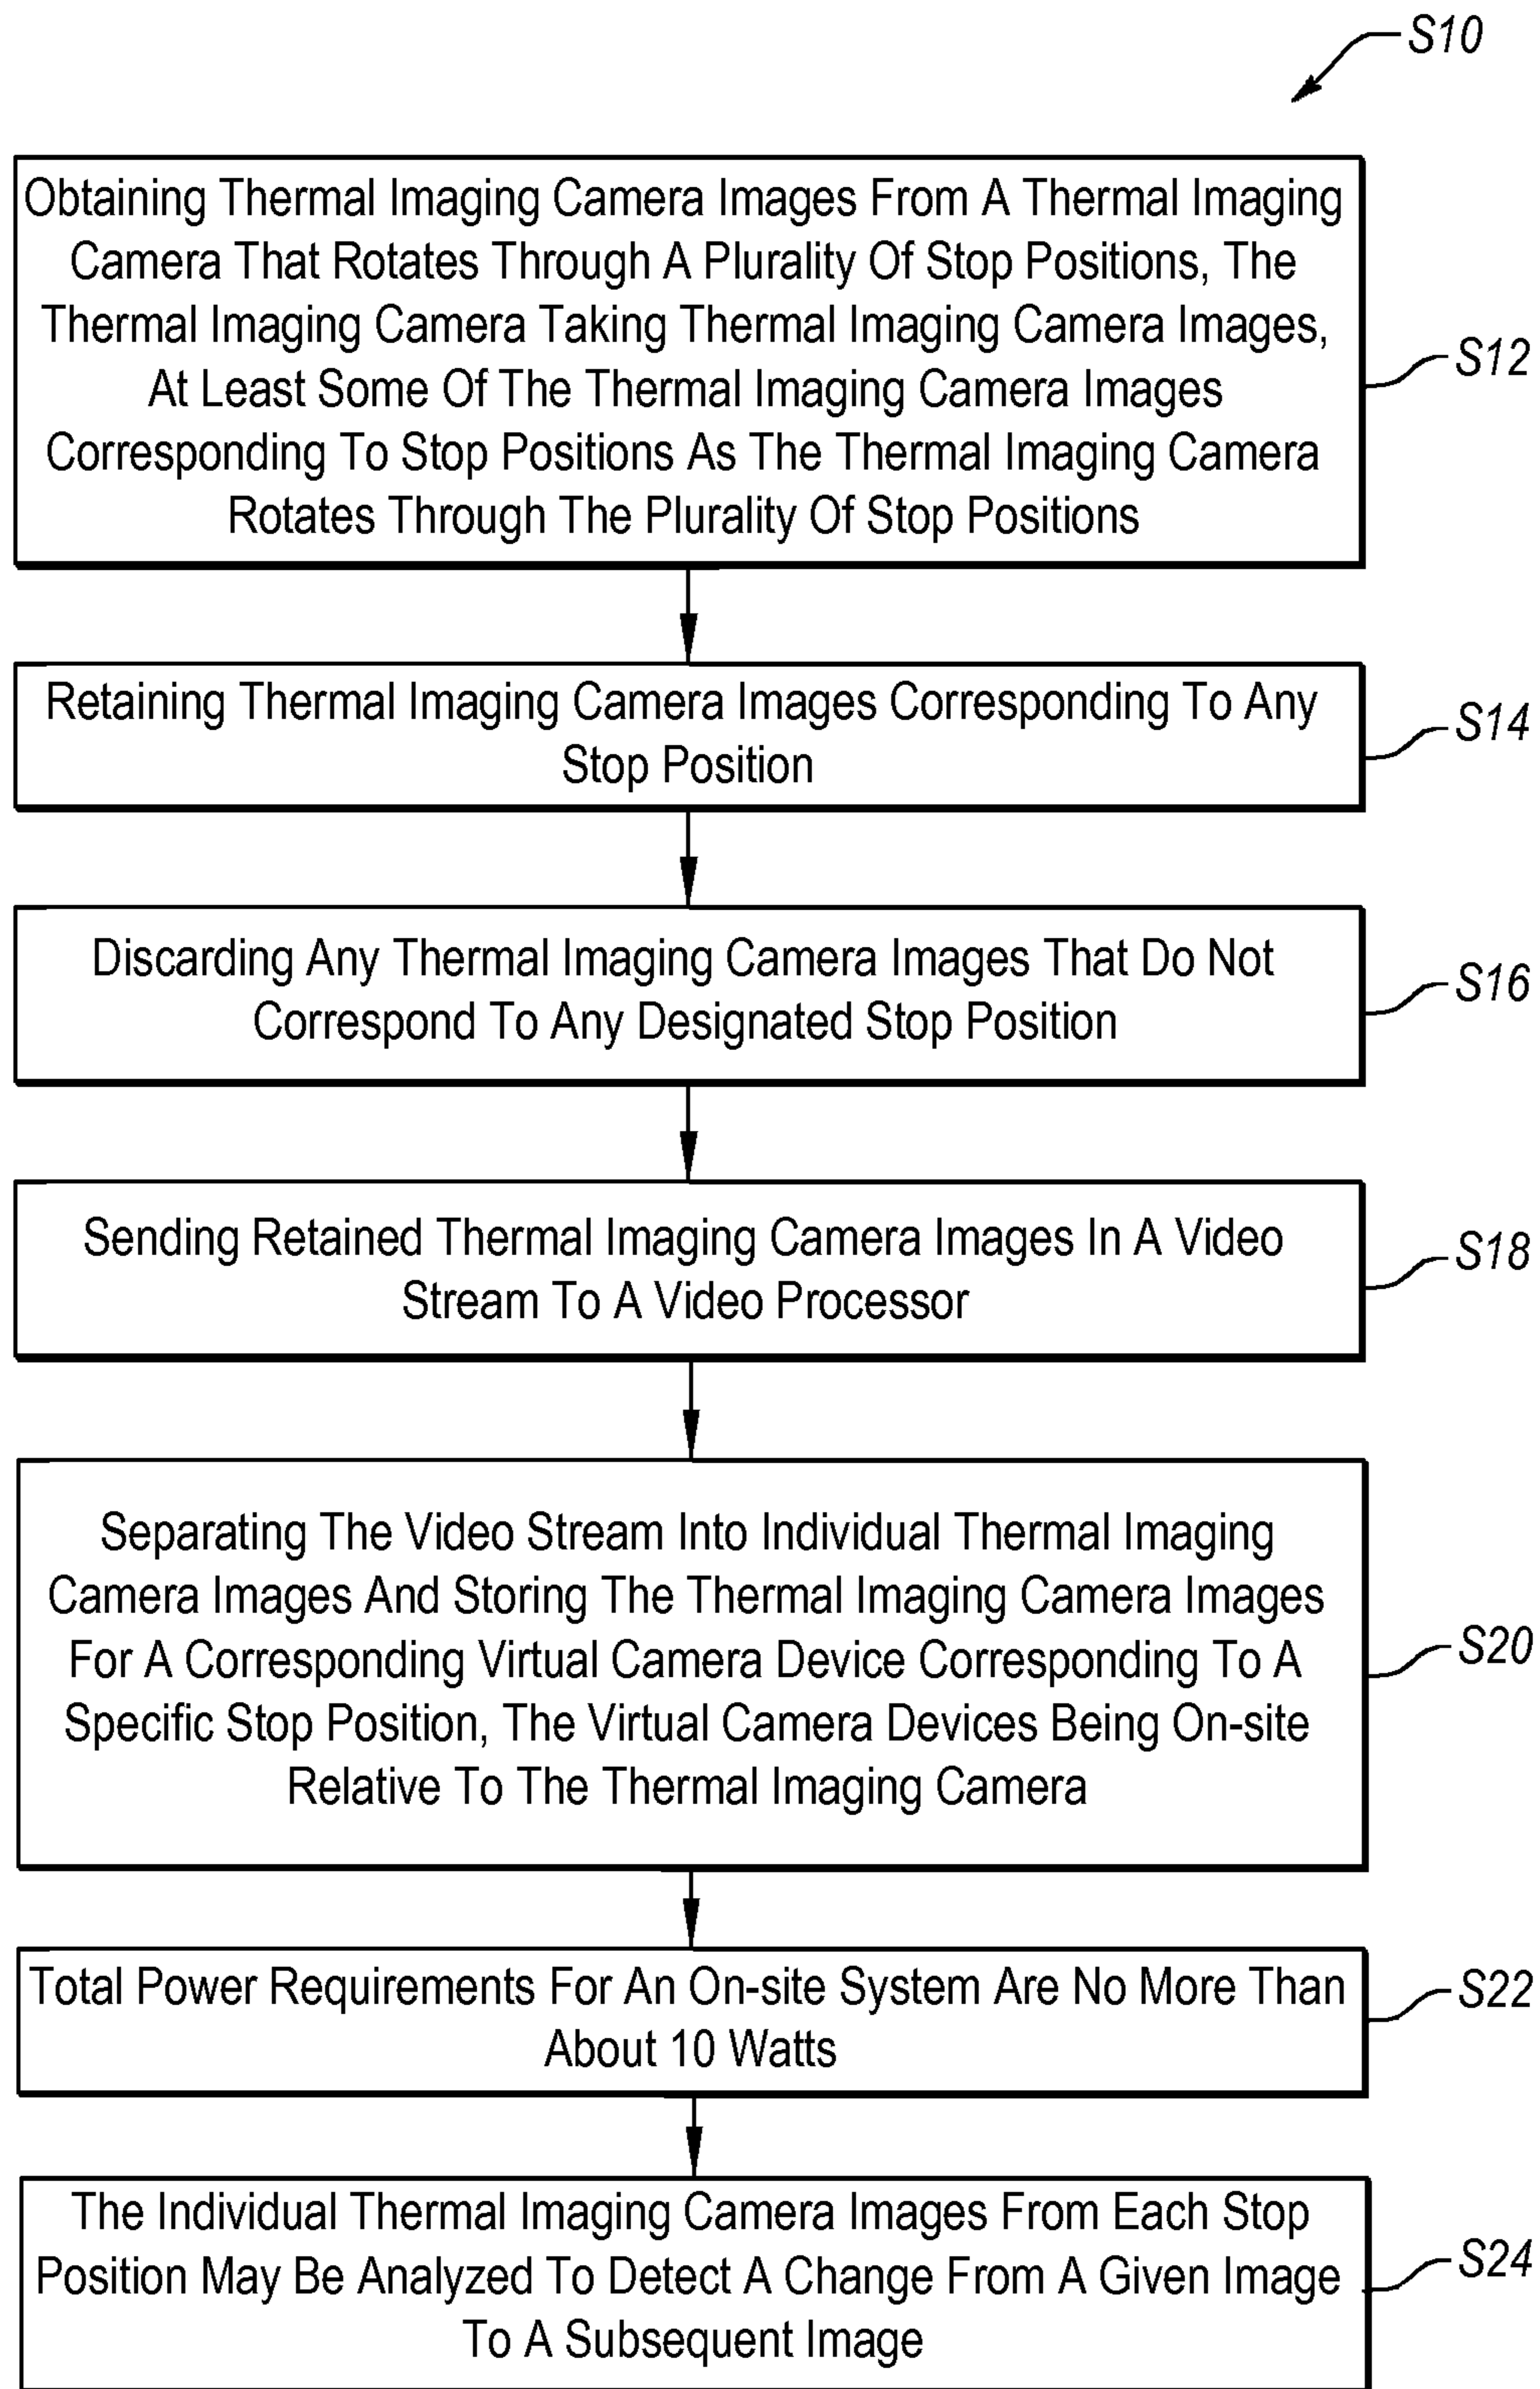 S10
Obtaining Thermal Imaging Camera Images From A Thermal Imaging
Camera That Rotates Through A Plurality Of Stop Positions, The
Thermal Imaging Camera Taking Thermal Imaging Camera Images,
At Least Some Of The Thermal Imaging Camera Images
Corresponding To Stop Positions As The Thermal Imaging Camera
Rotates Through The Plurality Of Stop Positions
S12
Retaining Thermal Imaging Camera Images Corresponding To Any
Stop Position
S14
Discarding Any Thermal Imaging Camera Images That Do Not
Correspond To Any Designated Stop Position
S16
Sending Retained Thermal Imaging Camera Images In A Video
Stream To A Video Processor
S18
Separating The Video Stream Into Individual Thermal Imaging
Camera Images And Storing The Thermal Imaging Camera Images
For A Corresponding Virtual Camera Device Corresponding To A
Specific Stop Position, The Virtual Camera Devices Being On-site
Relative To The Thermal Imaging Camera
S20
Total Power Requirements For An On-site System Are No More Than
About 10 Watts
S22
The Individual Thermal Imaging Camera Images From Each Stop
Position May Be Analyzed To Detect A Change From A Given Image
To A Subsequent Image
S24